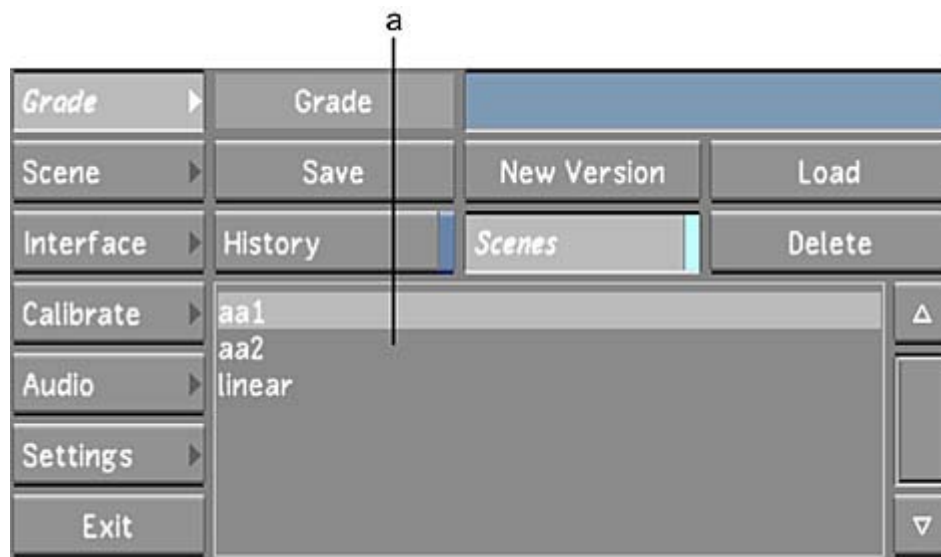 a
Grade Grade
Scene Save New Version Load
Interface History Scenes Delete
Calibrate aa1
aa2
Audio linear
Settings
Exit